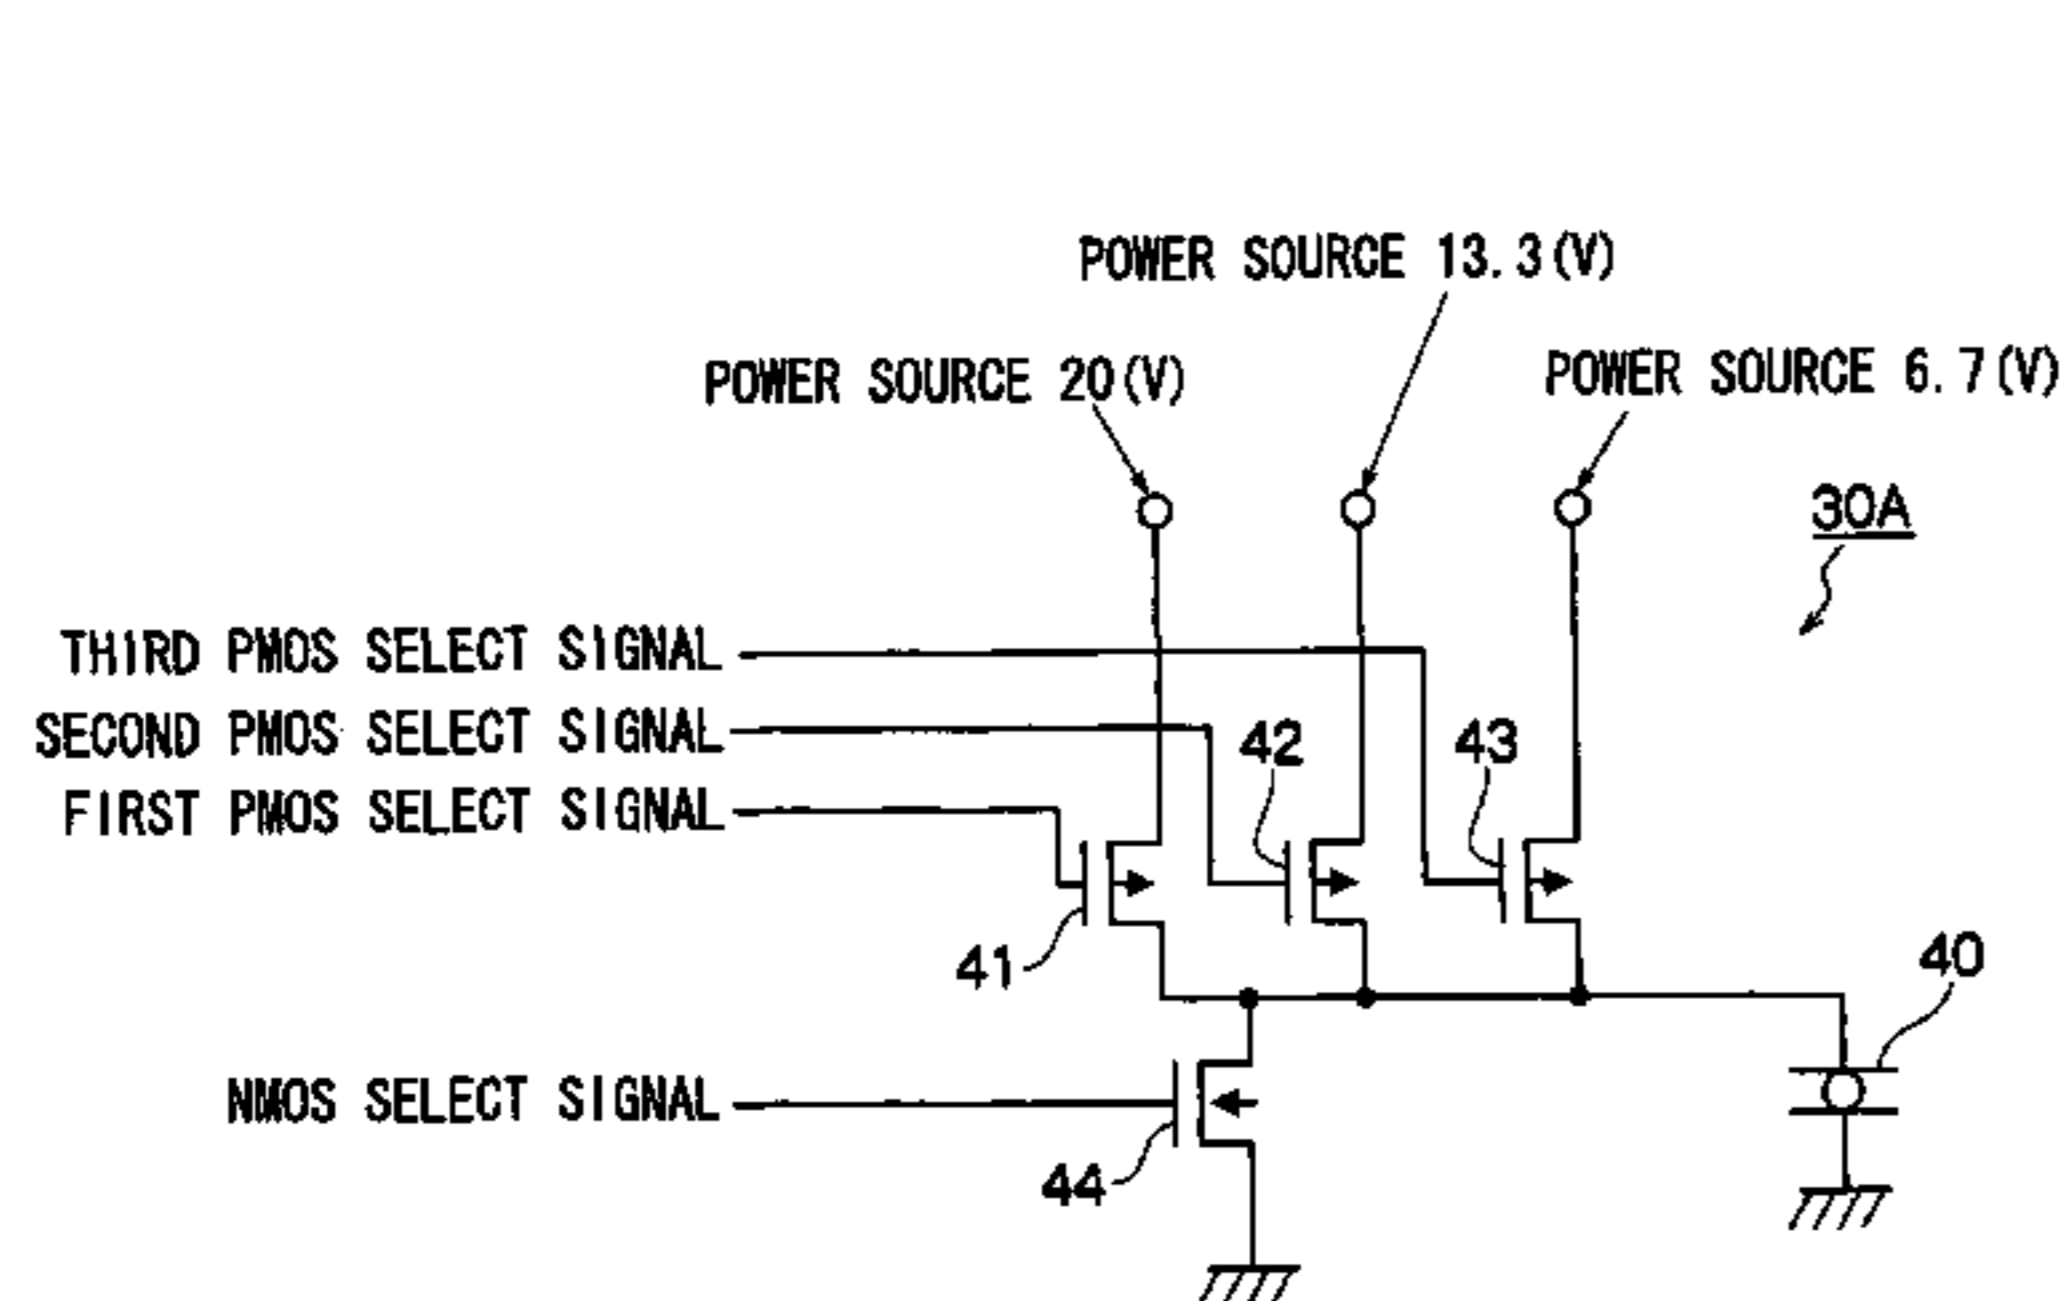 POWER SOURCE 13.3(V)
POWER SOURCE 20(V)
POWER SOURCE 6.7(V)
30A
THIRD PMOS SELECT SIGNAL
SECOND PMOS SELECT SIGNAL
42
43
FIRST PMOS SELECT SIGNAL
41
40
NMOS SELECT SIGNAL
44